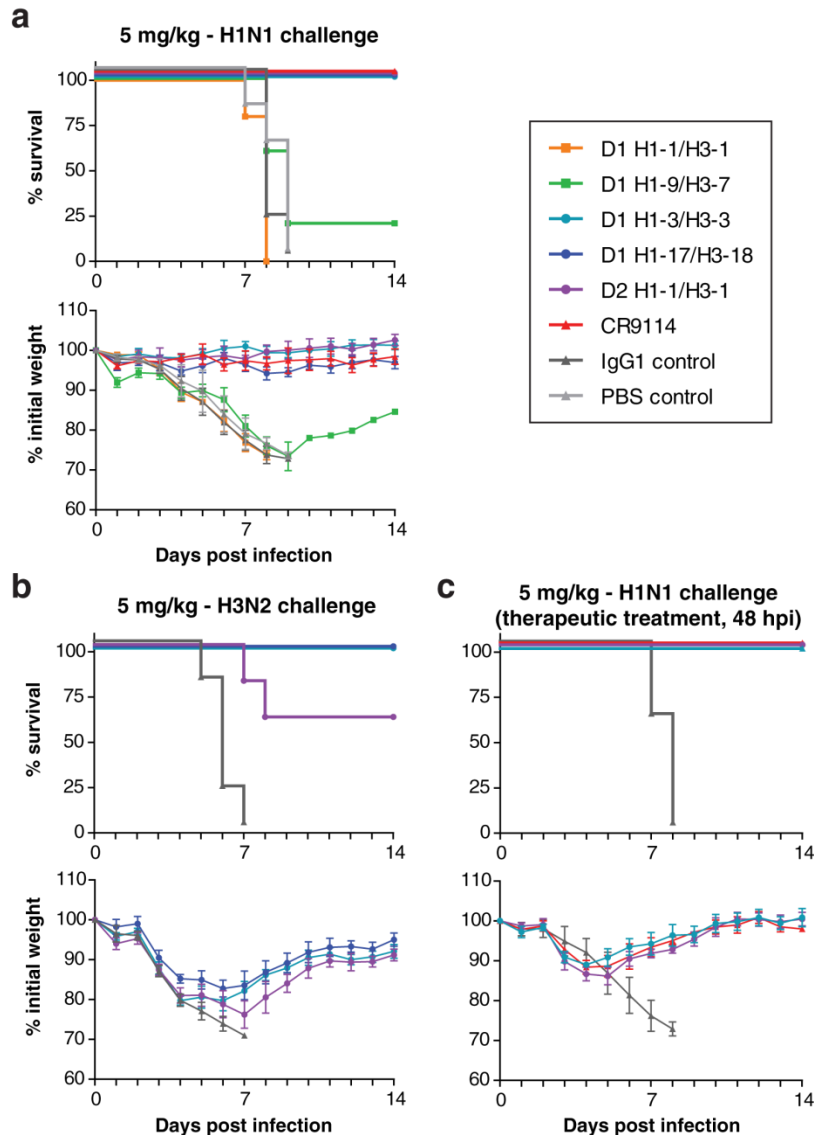 a
5 mg/kg - H1N1 challenge
% survival
100
75
50
25
0
0
7
14
D1 H1-1/H3-1
D1 H1-9/H3-7
D1 H1-3/H3-3
D1 H1-17/H3-18
D2 H1-1/H3-1
CR9114
IgG1 control
PBS control
% initial weight
110
100
90
80
70
60
0
7
14
Days post infection
b
5 mg/kg - H3N2 challenge
% survival
100
75
50
25
0
0
7
14
% initial weight
110
100
90
80
70
60
0
7
14
Days post infection
c
5 mg/kg - H1N1 challenge
(therapeutic treatment, 48 hpi)
% survival
100
75
50
25
0
0
7
14
% initial weight
110
100
90
80
70
60
0
7
14
Days post infection